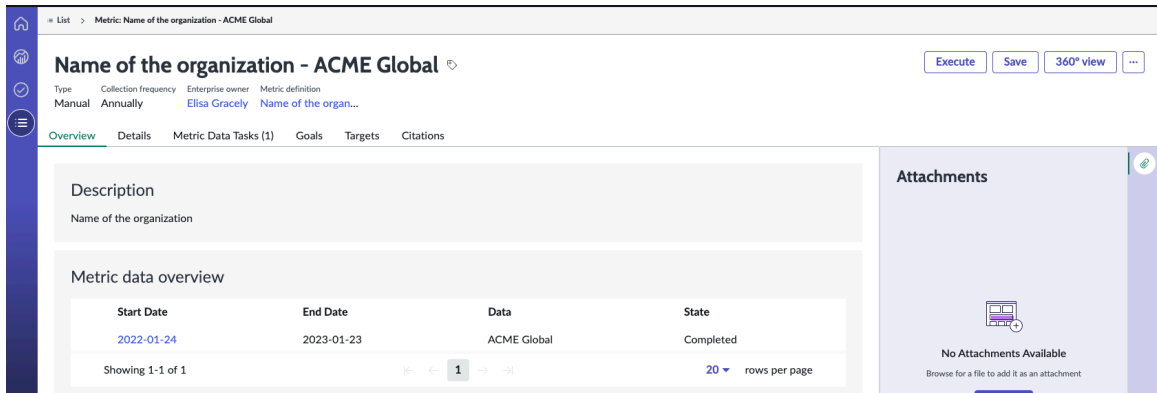 List > Metric: Name of the organization - ACME Global
Name of the organization - ACME Global
Execute Save 360° view ...
Type Collection frequency Enterprise owner Metric definition
Manual Annually Elisa Gracely Name of the organ...
Overview Details Metric Data Tasks (1) Goals Targets Citations
Description
Name of the organization
Metric data overview
Start Date End Date Data State
2022-01-24 2023-01-23 ACME Global Completed
Showing 1-1 of 1 1 20 rows per page
Attachments
No Attachments Available
Browse for a file to add it as an attachment